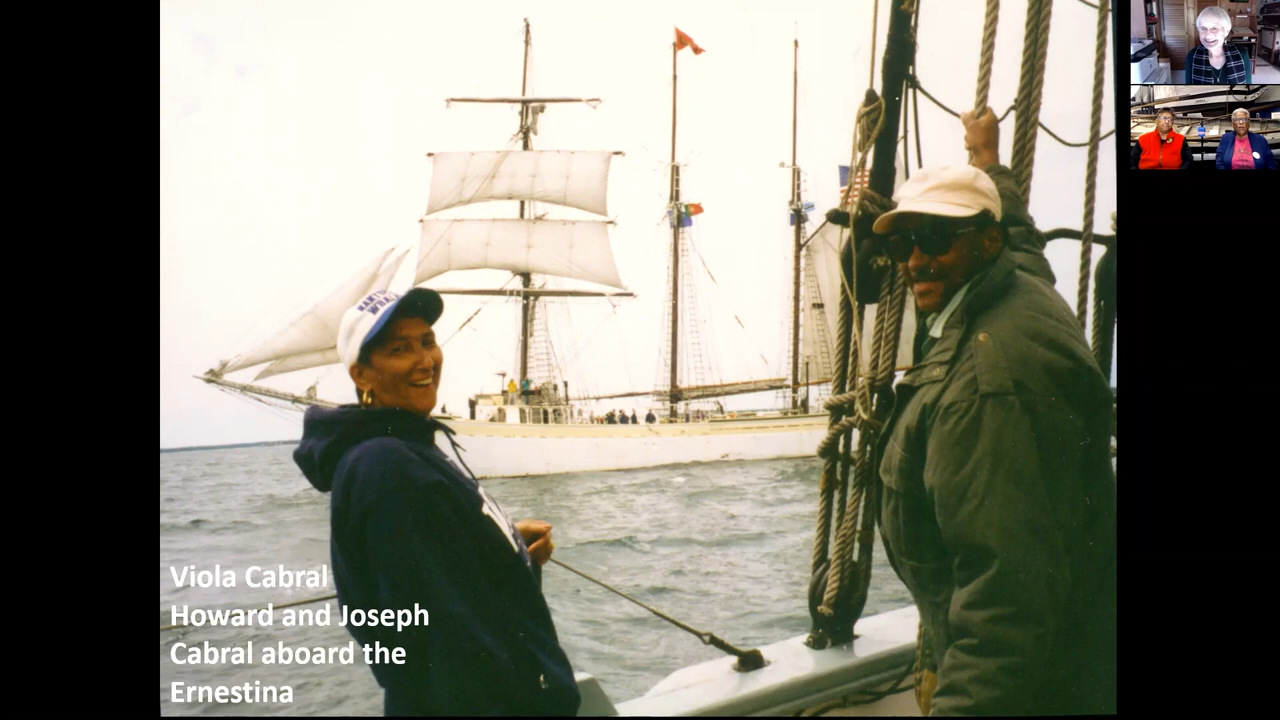 Viola Cabral
Howard and Joseph
Cabral aboard the
Ernestina